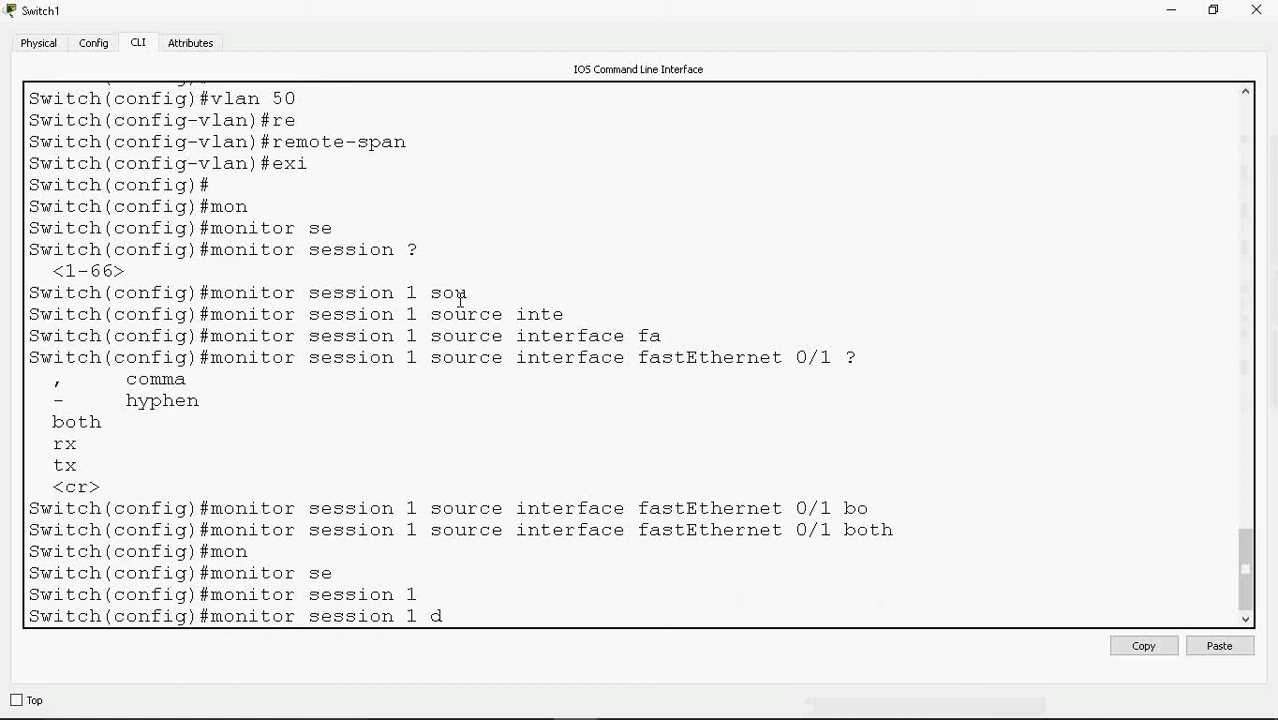 Switch1
Physical Config CLI Attributes
IOS Command Line Interface
Switch(config)#vlan 50
Switch(config-vlan)#re
Switch(config-vlan)#remote-span
Switch(config-vlan)#exi
Switch(config)#
Switch(config)#mon
Switch(config)#monitor se
Switch(config)#monitor session ?
<1-66>
Switch(config)#monitor session 1 sou
Switch(config)#monitor session 1 source inte
Switch(config)#monitor session 1 source interface fa
Switch(config)#monitor session 1 source interface fastEthernet 0/1 ?
, comma
- hyphen
both
rx
tx
<cr>
Switch(config)#monitor session 1 source interface fastEthernet 0/1 bo
Switch(config)#monitor session 1 source interface fastEthernet 0/1 both
Switch(config)#mon
Switch(config)#monitor se
Switch(config)#monitor session 1
Switch(config)#monitor session 1 d
Copy Paste
Top